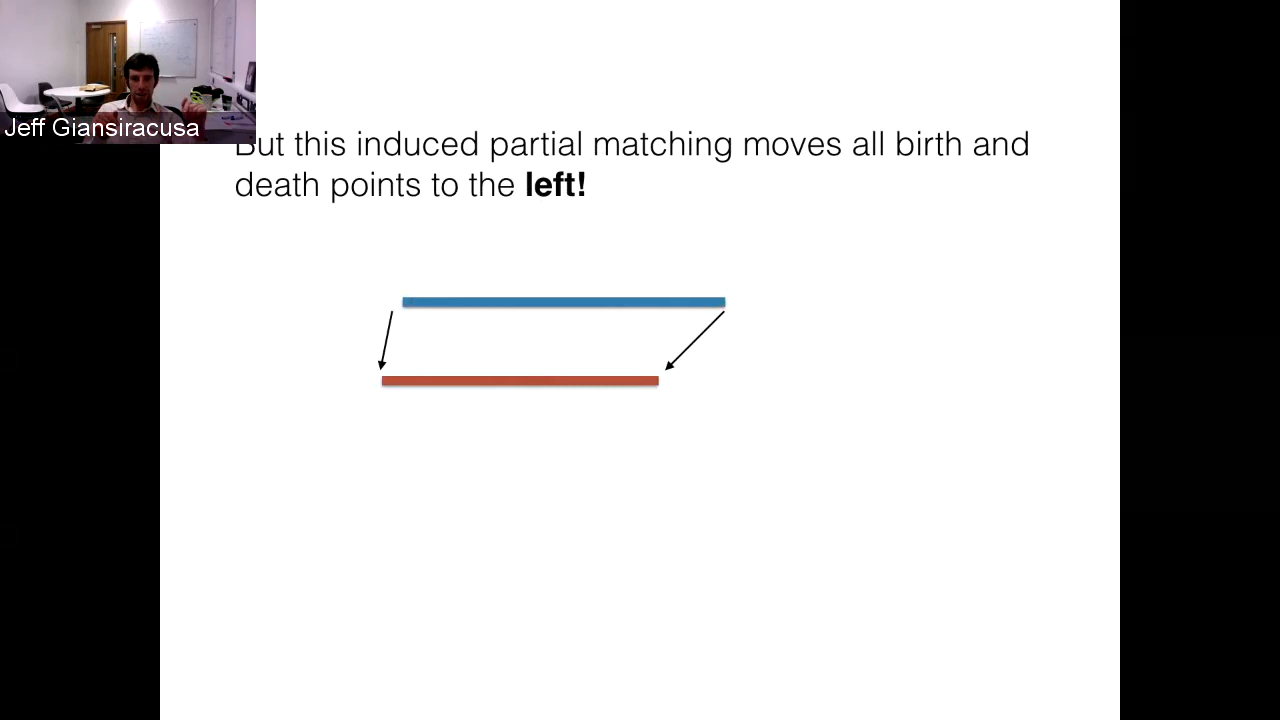 Jeff Giansiracusa
But this induced partial matching moves all birth and
death points to the left!